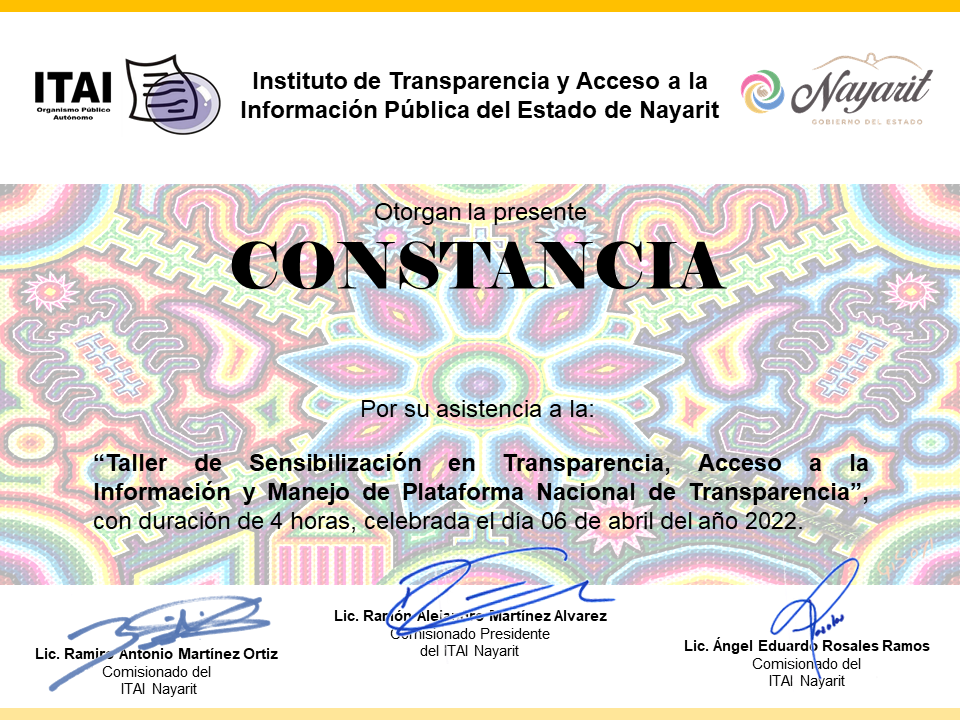 ITAI
Organismo Público
Autónomo
Instituto de Transparencia y Acceso a la
Información Pública del Estado de Nayarit
Nayarit
GOBIERNO DEL ESTADO
Otorgan la presente
CONSTANCIA
Por su asistencia a la:
“Taller de Sensibilización en Transparencia, Acceso a la
Información y Manejo de Plataforma Nacional de Transparencia”,
con duración de 4 horas, celebrada el día 06 de abril del año 2022.
Lic. Ramiro Antonio Martínez Ortiz
Comisionado del
ITAI Nayarit
Lic. Ramón Alejandro Martínez Alvarez
Comisionado Presidente
del ITAI Nayarit
Lic. Ángel Eduardo Rosales Ramos
Comisionado del
ITAI Nayarit